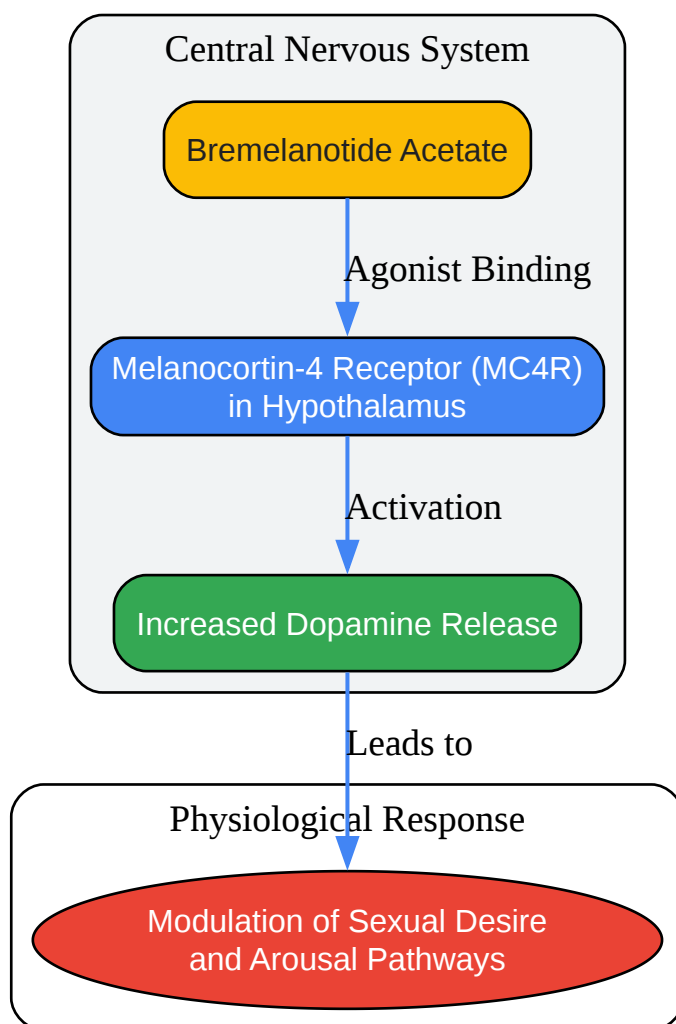 Central Nervous System
Bremelanotide Acetate
Agonist Binding
Melanocortin-4 Receptor (MC4R)
in Hypothalamus
Activation
Increased Dopamine Release
Leads to
Physiological Response
Modulation of Sexual Desire
and Arousal Pathways